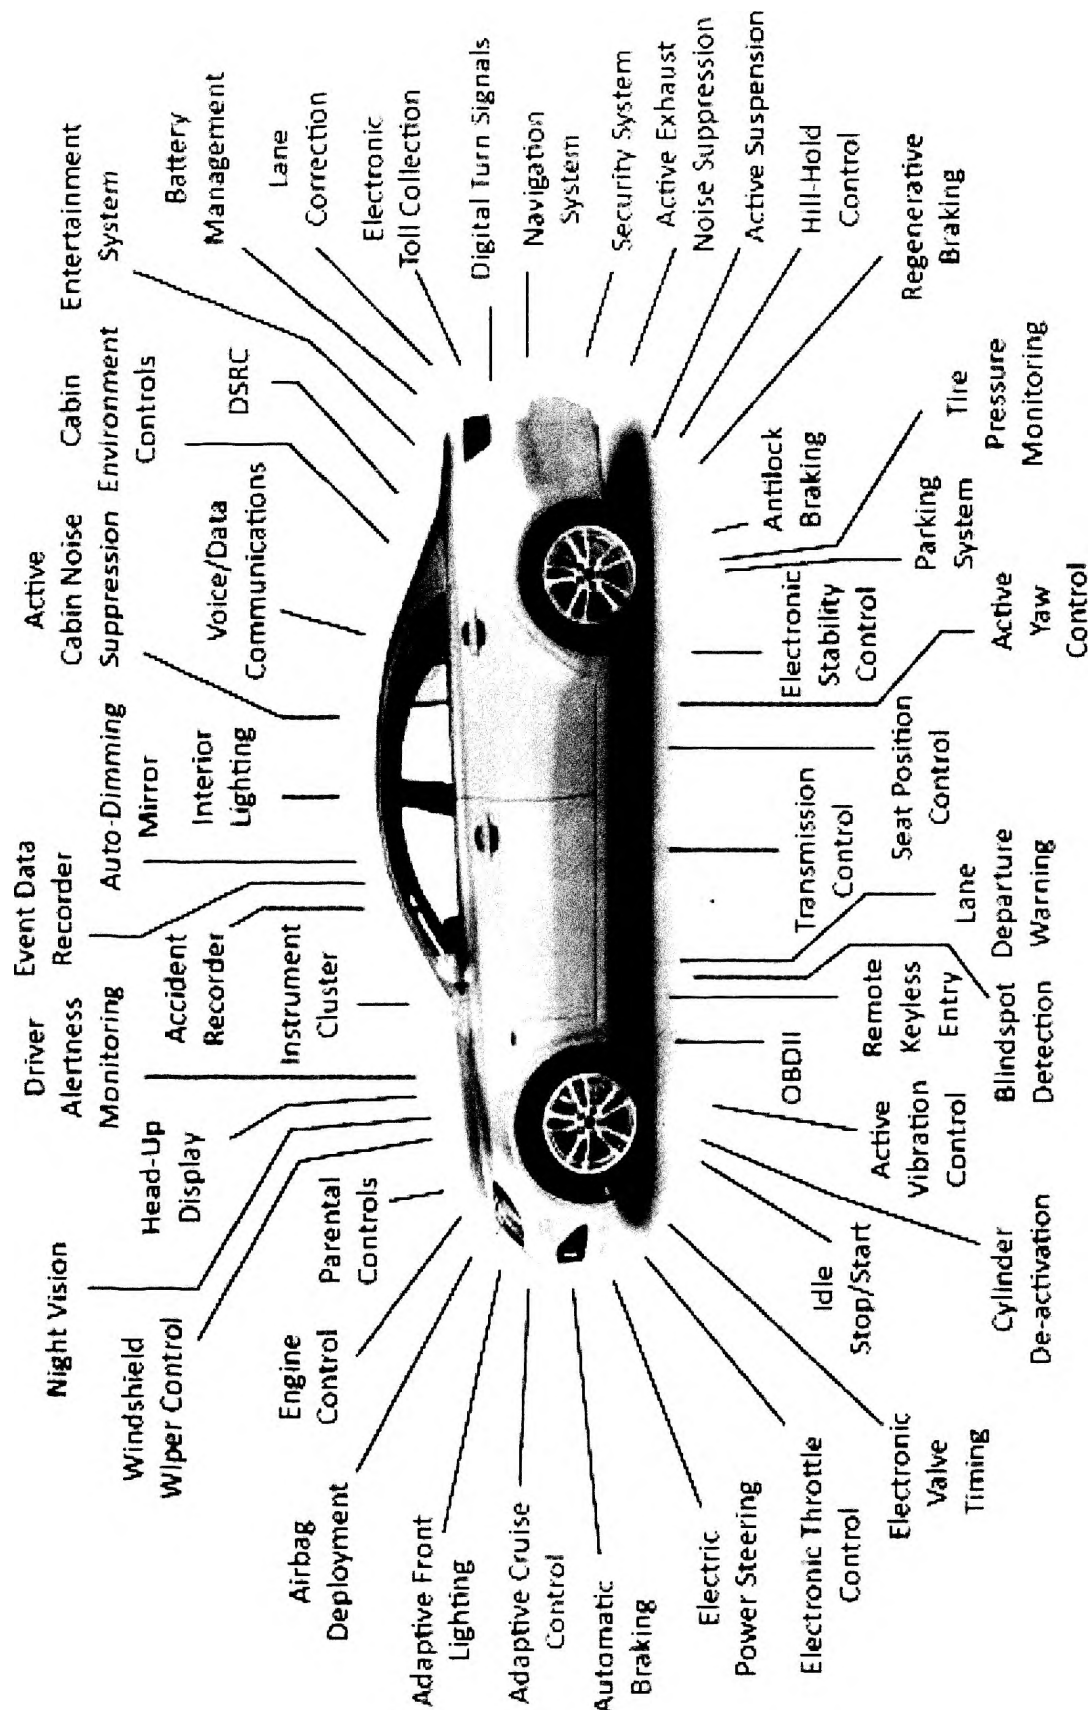 Night Vision
Windshield
Wiper Control
Head-Up
Display
Driver
Alertness
Monitoring
Event Data
Recorder
Accident
Recorder
Instrument
Cluster
Parental
Controls
Engine
Control
Airbag
Deployment
Adaptive Front
Lighting
Adaptive Cruise
Control
Automatic
Braking
Electric
Power Steering
Electronic Throttle
Control
Electronic
Valve
Timing
Auto-Dimming
Mirror
Interior
Lighting
Active
Cabin Noise
Suppression
Voice/Data
Communications
Cabin
Environment
Controls
DSRC
Entertainment
System
Battery
Management
Lane
Correction
Electronic
Toll Collection
Digital Turn Signals
Navigation
System
Security System
Active Exhaust
Noise Suppression
Active Suspension
Hill-Hold
Control
Regenerative
Braking
Tire
Pressure
Monitoring
Antilock
Braking
Parking
System
Electronic
Stability
Control
Active
Yaw
Control
Seat Position
Control
Transmission
Control
Lane
Departure
Warning
Blindspot
Detection
Remote
Keyless
Entry
OBDII
Active
Vibration
Control
Cylinder
De-activation
Idle
Stop/Start